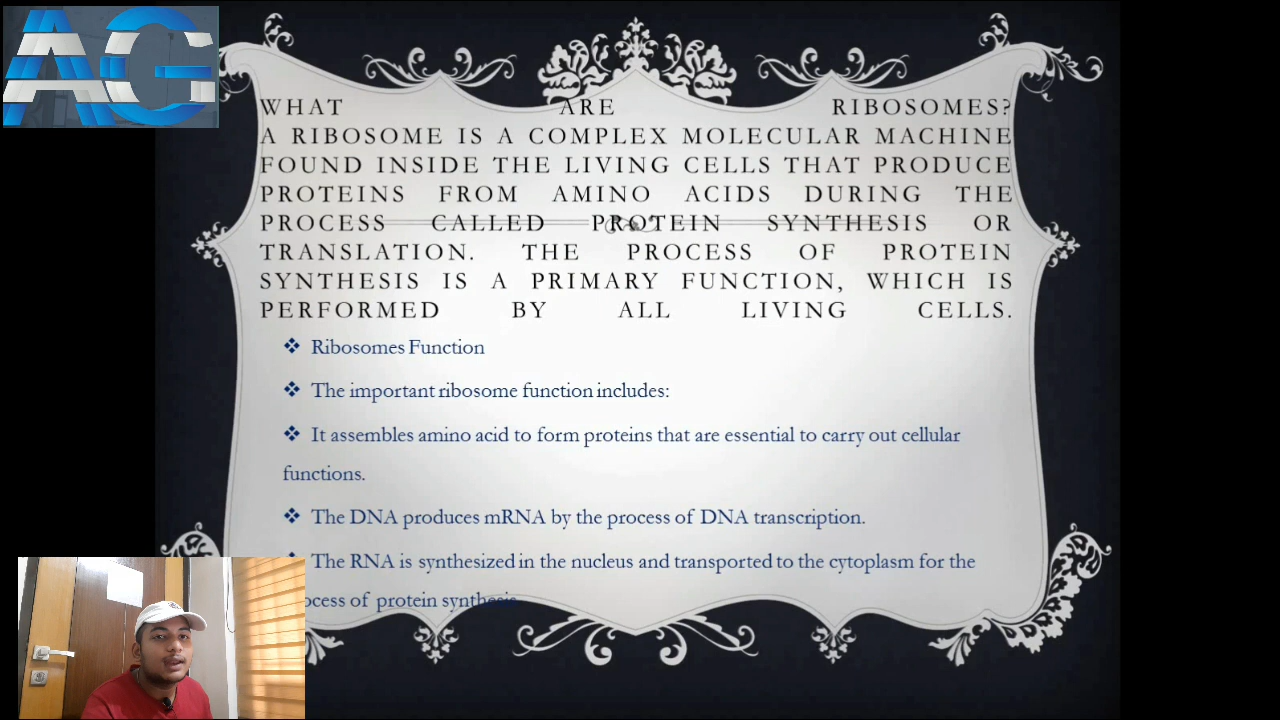 AG
WHAT ARE RIBOSOMES?
A RIBOSOME IS A COMPLEX MOLECULAR MACHINE
FOUND INSIDE THE LIVING CELLS THAT PRODUCE
PROTEINS FROM AMINO ACIDS DURING THE
PROCESS CALLED PROTEIN SYNTHESIS OR
TRANSLATION. THE PROCESS OF PROTEIN
SYNTHESIS IS A PRIMARY FUNCTION, WHICH IS
PERFORMED BY ALL LIVING CELLS.
❖ Ribosomes Function
❖ The important ribosome function includes:
❖ It assembles amino acid to form proteins that are essential to carry out cellular
functions.
❖ The DNA produces mRNA by the process of DNA transcription.
The RNA is synthesized in the nucleus and transported to the cytoplasm for the
ocess of protein synthesis.